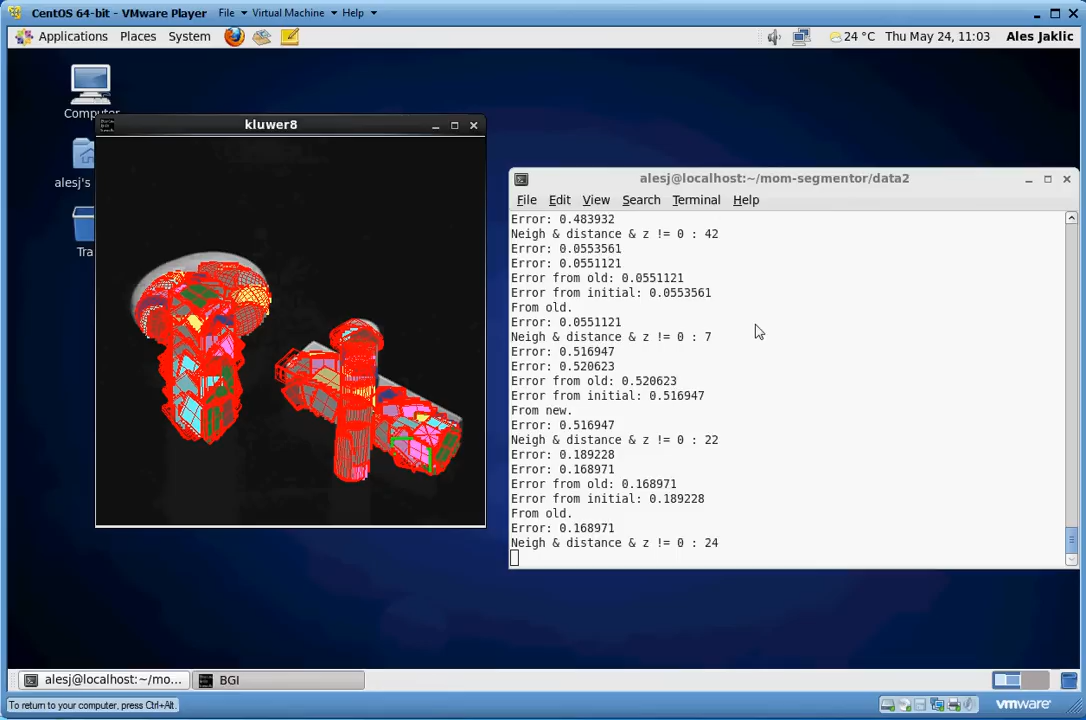 CentOS 64-bit - VMware Player File Virtual Machine Help
Applications Places System 24 °C Thu May 24, 11:03 Ales Jaklic
Computer
alesj's
Tra
kluwer8
alesj@localhost:~/mom-segmentor/data2
File Edit View Search Terminal Help
Error: 0.483932
Neigh & distance & z != 0 : 42
Error: 0.0553561
Error: 0.0551121
Error from old: 0.0551121
Error from initial: 0.0553561
From old.
Error: 0.0551121
Neigh & distance & z != 0 : 7
Error: 0.516947
Error: 0.520623
Error from old: 0.520623
Error from initial: 0.516947
From new.
Error: 0.516947
Neigh & distance & z != 0 : 22
Error: 0.189228
Error: 0.168971
Error from old: 0.168971
Error from initial: 0.189228
From old.
Error: 0.168971
Neigh & distance & z != 0 : 24
alesj@localhost:~/mo... BGI
To return to your computer, press Ctrl+Alt. vmware